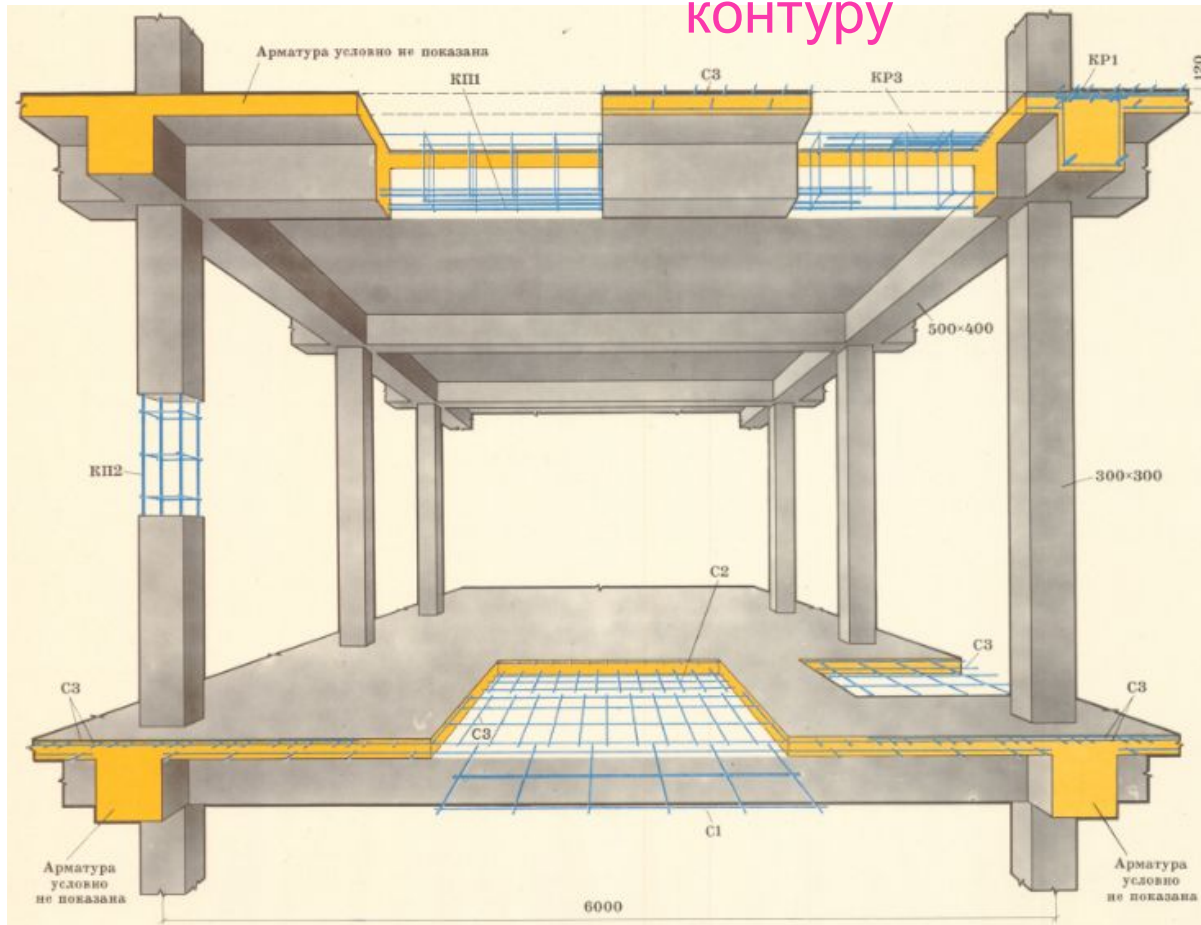 контуру
Арматура условно не показана
КП1
С3
КР3
КР1
120
500×400
КП2
300×300
С2
С3
С3
С3
С3
С1
Арматура
условно
не показана
Арматура
условно
не показана
6000